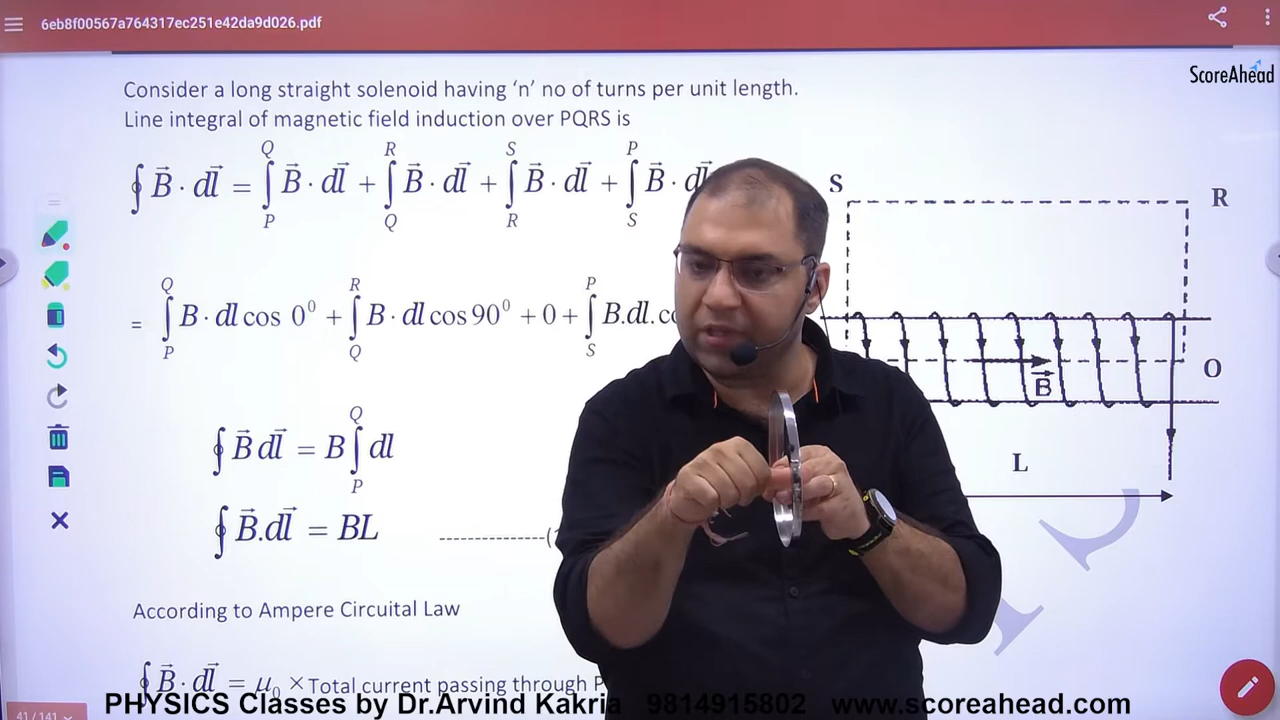 6eb8f00567a764317ec251e42da9d026.pdf
ScoreAhead
Consider a long straight solenoid having ‘n’ no of turns per unit length.
Line integral of magnetic field induction over PQRS is
∮ B⃗ · dl⃗ = ∫_P^Q B⃗ · dl⃗ + ∫_Q^R B⃗ · dl⃗ + ∫_R^S B⃗ · dl⃗ + ∫_S^P B⃗ · dl⃗
= ∫_P^Q B · dl cos 0⁰ + ∫_Q^R B · dl cos 90⁰ + 0 + ∫_S^P B.dl.
∮ B⃗ dl⃗ = B ∫_P^Q dl
∮ B⃗.dl⃗ = BL ---------------(
According to Ampere Circuital Law
∮ B⃗ · dl⃗ = μ₀ × Total current passing through
S
R
B⃗
O
L
41 / 141
PHYSICS Classes by Dr.Arvind Kakria 9814915802 www.scoreahead.com